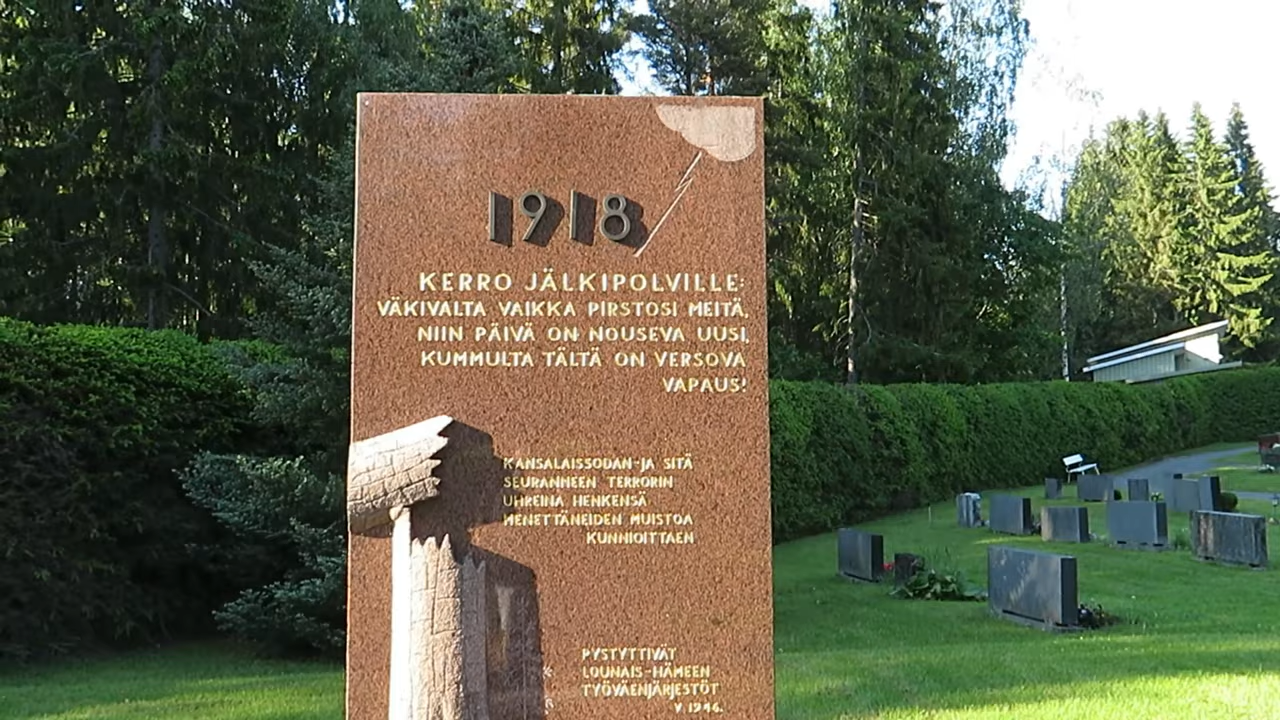 1918
KERRO JÄLKIPOLVILLE:
VÄKIVALTA VAIKKA PIRSTOSI MEITÄ,
NIIN PÄIVÄ ON NOUSEVA UUSI,
KUMMULTA TÄLTÄ ON VERSOVA
VAPAUS!
KANSALAISSODAN JA SITÄ
SEURANNEEN TERRORIN
UHREINA HENKENSÄ
MENETTÄNEIDEN MUISTOA
KUNNIOITTAEN
PYSTYTTIVÄT
LOUNAIS-HÄMEEN
TYÖVÄENJÄRJESTÖT
V. 1946.